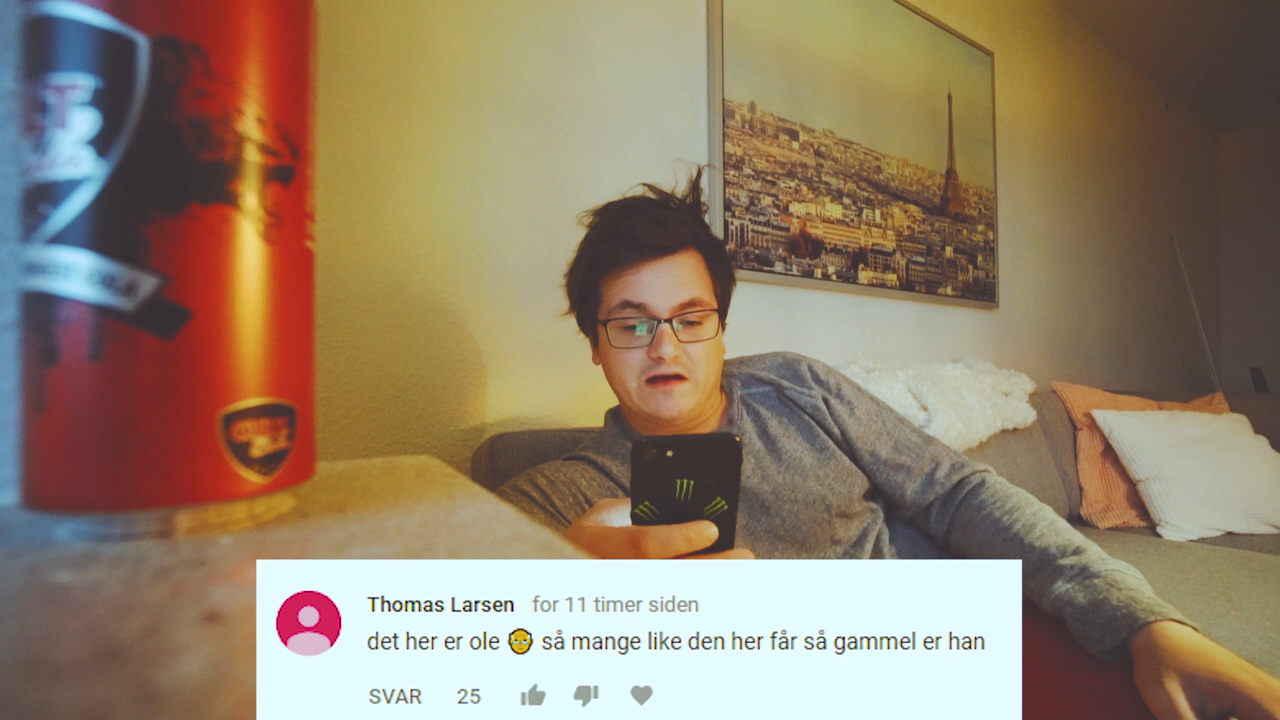 Thomas Larsen for 11 timer siden
det her er ole 👴 så mange like den her får så gammel er han
SVAR 25